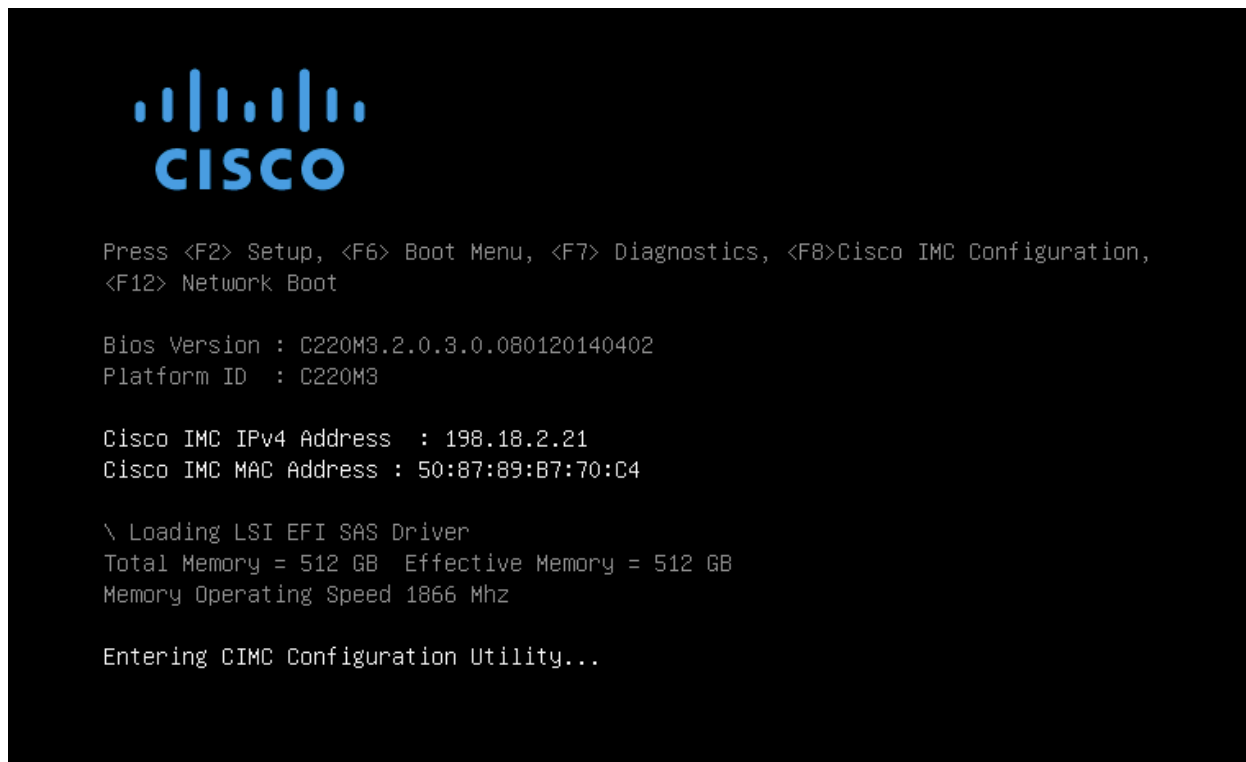 CISCO
Press <F2> Setup, <F6> Boot Menu, <F7> Diagnostics, <F8>Cisco IMC Configuration,
<F12> Network Boot
Bios Version : C220M3.2.0.3.0.080120140402
Platform ID  : C220M3
Cisco IMC IPv4 Address  : 198.18.2.21
Cisco IMC MAC Address : 50:87:89:B7:70:C4
\ Loading LSI EFI SAS Driver
Total Memory = 512 GB  Effective Memory = 512 GB
Memory Operating Speed 1866 Mhz
Entering CIMC Configuration Utility...